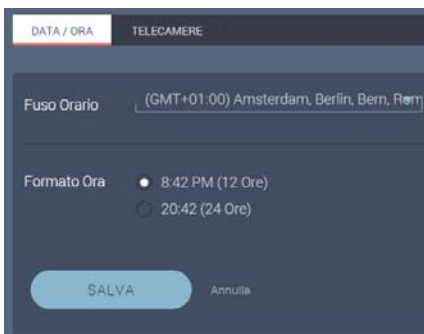 DATA / ORA TELECAMERE
Fuso Orario (GMT+01:00) Amsterdam, Berlin, Bern, Rom
Formato Ora 8:42 PM (12 Ore)
20:42 (24 Ore)
SALVA Annulla